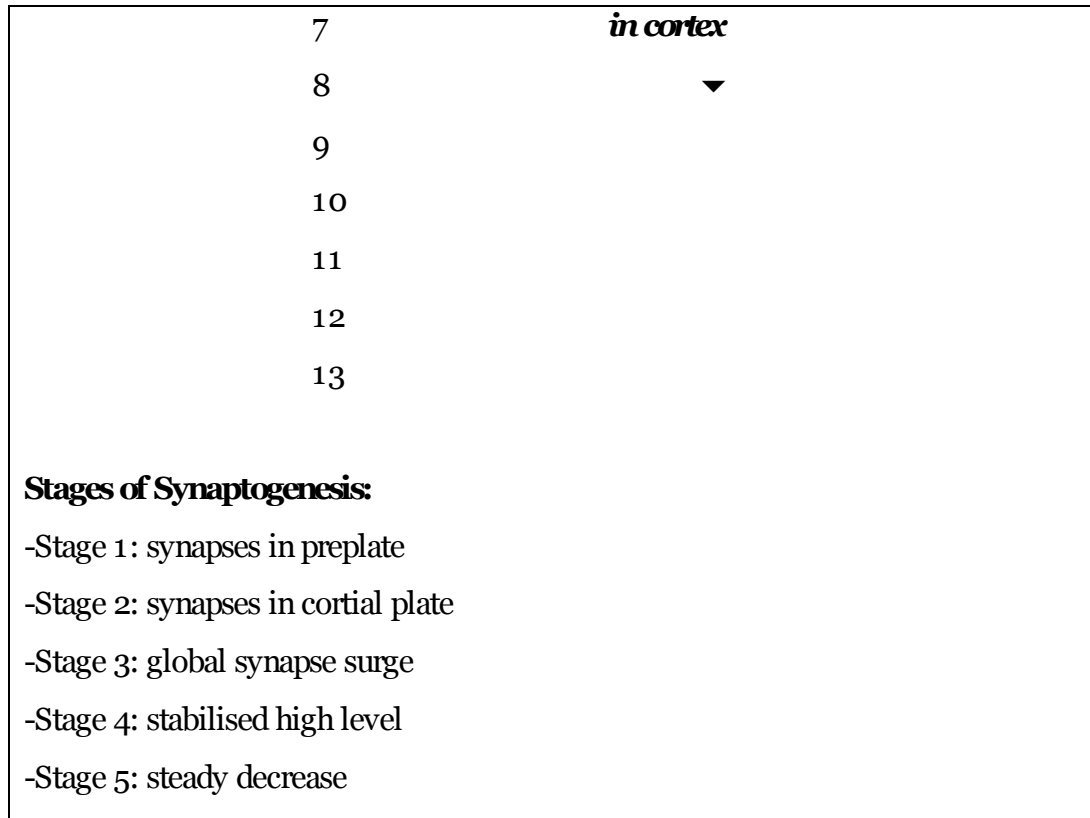 7 in cortex
8
9
10
11
12
13
Stages of Synaptogenesis:
-Stage 1: synapses in preplate
-Stage 2: synapses in cortial plate
-Stage 3: global synapse surge
-Stage 4: stabilised high level
-Stage 5: steady decrease